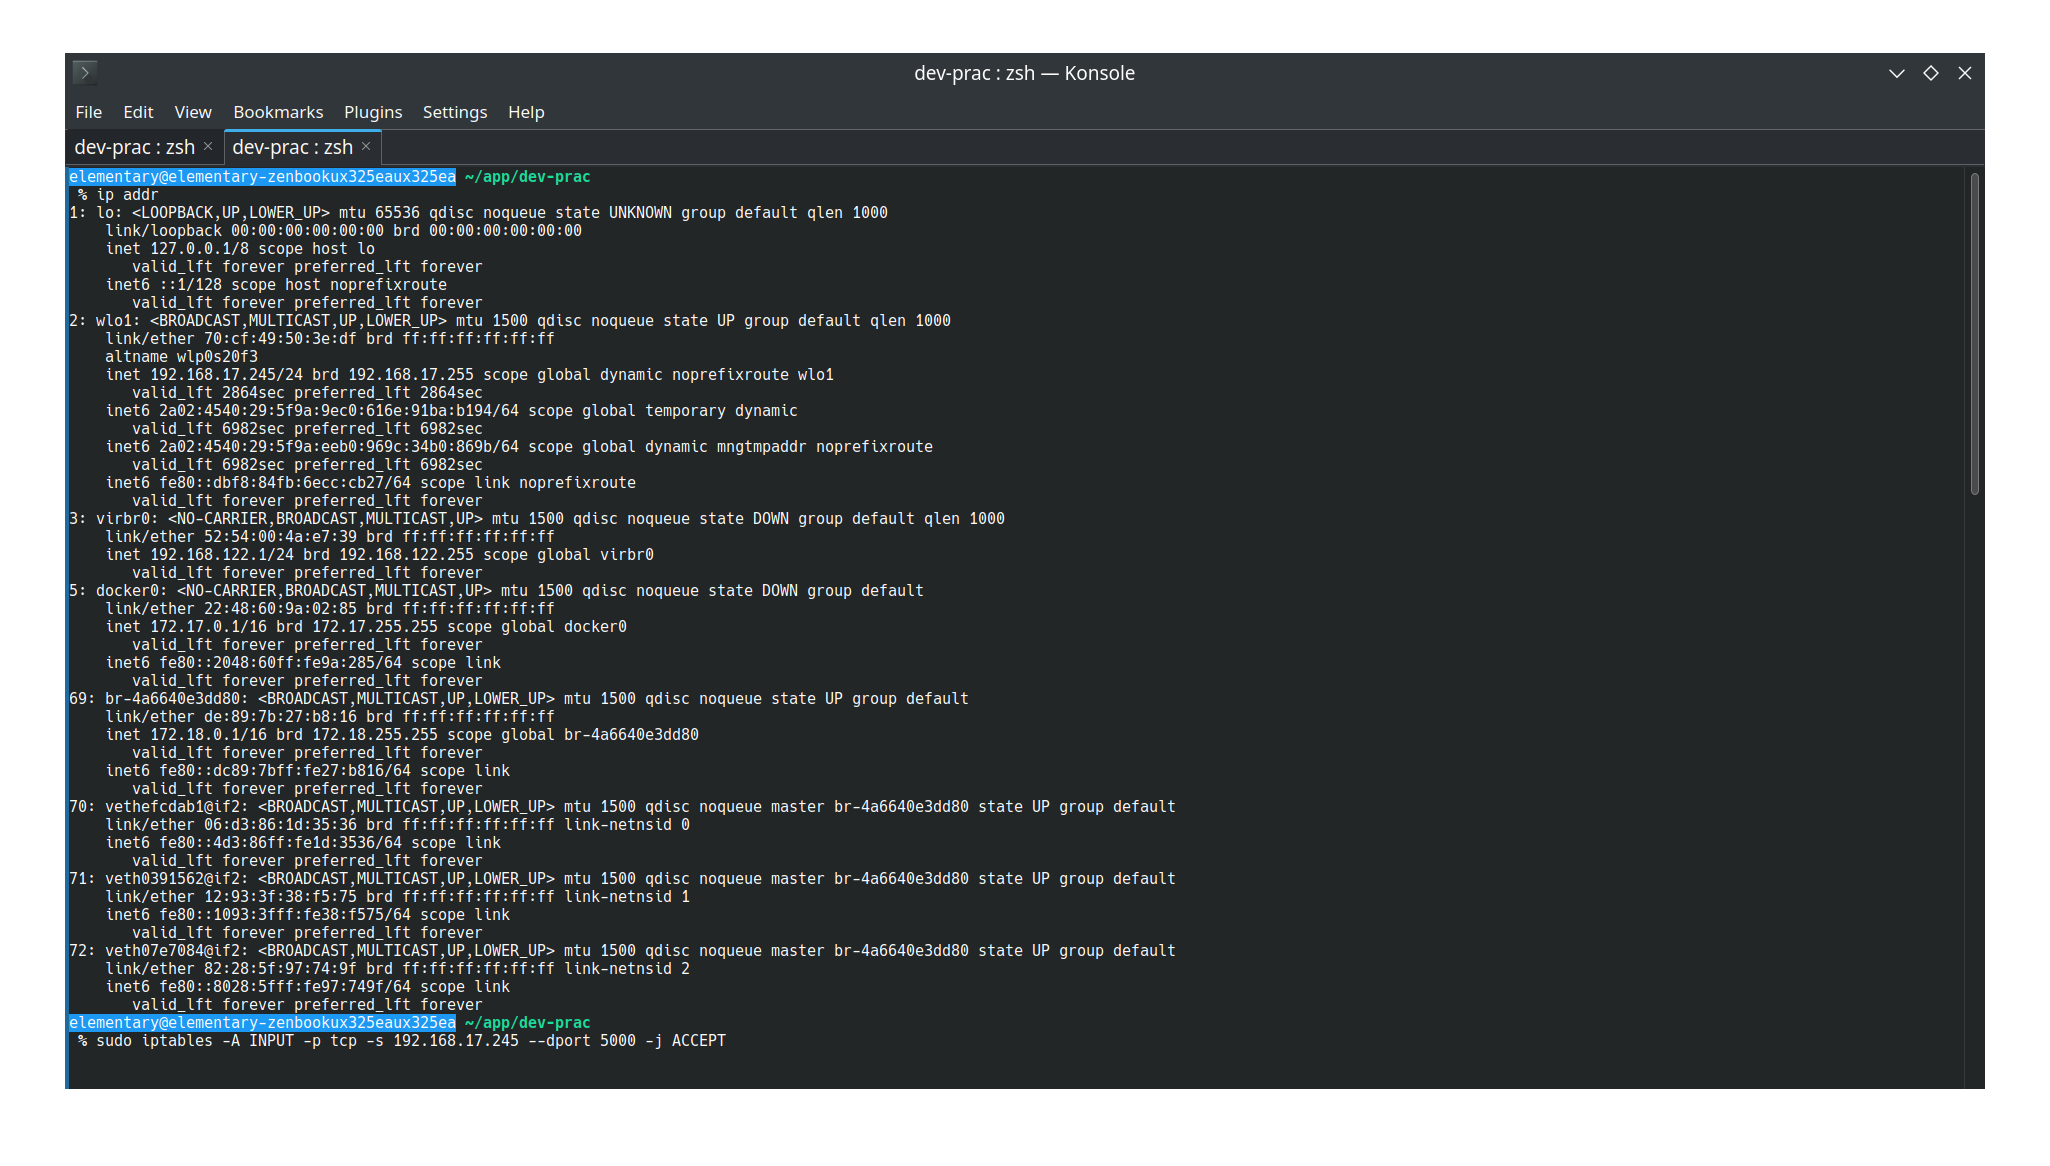 dev-prac : zsh — Konsole
File Edit View Bookmarks Plugins Settings Help
dev-prac : zsh × dev-prac : zsh ×
elementary@elementary-zenbookux325eaux325ea ~/app/dev-prac
% ip addr
1: lo: <LOOPBACK,UP,LOWER_UP> mtu 65536 qdisc noqueue state UNKNOWN group default qlen 1000
link/loopback 00:00:00:00:00:00 brd 00:00:00:00:00:00
inet 127.0.0.1/8 scope host lo
valid_lft forever preferred_lft forever
inet6 ::1/128 scope host noprefixroute
valid_lft forever preferred_lft forever
2: wlo1: <BROADCAST,MULTICAST,UP,LOWER_UP> mtu 1500 qdisc noqueue state UP group default qlen 1000
link/ether 70:cf:49:50:3e:df brd ff:ff:ff:ff:ff:ff
altname wlp0s20f3
inet 192.168.17.245/24 brd 192.168.17.255 scope global dynamic noprefixroute wlo1
valid_lft 2864sec preferred_lft 2864sec
inet6 2a02:4540:29:5f9a:9ec0:616e:91ba:b194/64 scope global temporary dynamic
valid_lft 6982sec preferred_lft 6982sec
inet6 2a02:4540:29:5f9a:eeb0:969c:34b0:869b/64 scope global dynamic mngtmpaddr noprefixroute
valid_lft 6982sec preferred_lft 6982sec
inet6 fe80::dbf8:84fb:6ecc:cb27/64 scope link noprefixroute
valid_lft forever preferred_lft forever
3: virbr0: <NO-CARRIER,BROADCAST,MULTICAST,UP> mtu 1500 qdisc noqueue state DOWN group default qlen 1000
link/ether 52:54:00:4a:e7:39 brd ff:ff:ff:ff:ff:ff
inet 192.168.122.1/24 brd 192.168.122.255 scope global virbr0
valid_lft forever preferred_lft forever
5: docker0: <NO-CARRIER,BROADCAST,MULTICAST,UP> mtu 1500 qdisc noqueue state DOWN group default
link/ether 22:48:60:9a:02:85 brd ff:ff:ff:ff:ff:ff
inet 172.17.0.1/16 brd 172.17.255.255 scope global docker0
valid_lft forever preferred_lft forever
inet6 fe80::2048:60ff:fe9a:285/64 scope link
valid_lft forever preferred_lft forever
69: br-4a6640e3dd80: <BROADCAST,MULTICAST,UP,LOWER_UP> mtu 1500 qdisc noqueue state UP group default
link/ether de:89:7b:27:b8:16 brd ff:ff:ff:ff:ff:ff
inet 172.18.0.1/16 brd 172.18.255.255 scope global br-4a6640e3dd80
valid_lft forever preferred_lft forever
inet6 fe80::dc89:7bff:fe27:b816/64 scope link
valid_lft forever preferred_lft forever
70: vethefcdab1@if2: <BROADCAST,MULTICAST,UP,LOWER_UP> mtu 1500 qdisc noqueue master br-4a6640e3dd80 state UP group default
link/ether 06:d3:86:1d:35:36 brd ff:ff:ff:ff:ff:ff link-netnsid 0
inet6 fe80::4d3:86ff:fe1d:3536/64 scope link
valid_lft forever preferred_lft forever
71: veth0391562@if2: <BROADCAST,MULTICAST,UP,LOWER_UP> mtu 1500 qdisc noqueue master br-4a6640e3dd80 state UP group default
link/ether 12:93:3f:38:f5:75 brd ff:ff:ff:ff:ff:ff link-netnsid 1
inet6 fe80::1093:3fff:fe38:f575/64 scope link
valid_lft forever preferred_lft forever
72: veth07e7084@if2: <BROADCAST,MULTICAST,UP,LOWER_UP> mtu 1500 qdisc noqueue master br-4a6640e3dd80 state UP group default
link/ether 82:28:5f:97:74:9f brd ff:ff:ff:ff:ff:ff link-netnsid 2
inet6 fe80::8028:5fff:fe97:749f/64 scope link
valid_lft forever preferred_lft forever
elementary@elementary-zenbookux325eaux325ea ~/app/dev-prac
% sudo iptables -A INPUT -p tcp -s 192.168.17.245 --dport 5000 -j ACCEPT